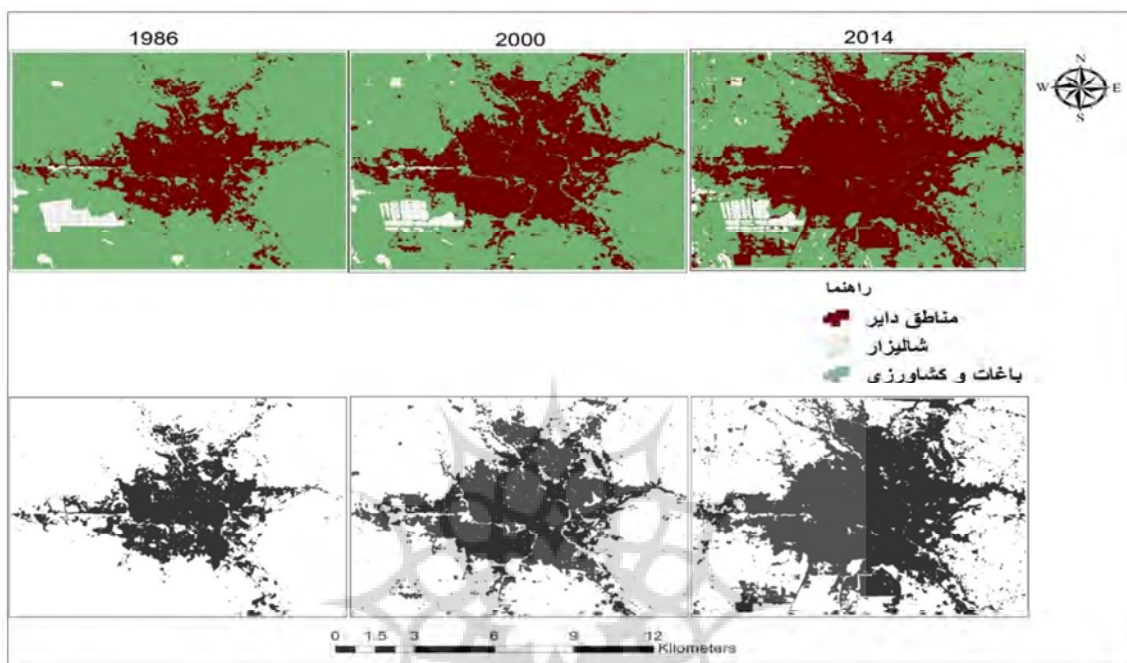 1986 2000 2014
N
W E
S
راهنما
مناطق دایر
شالیزار
باغات و کشاورزی
0 1.5 3 6 9 12
Kilometers